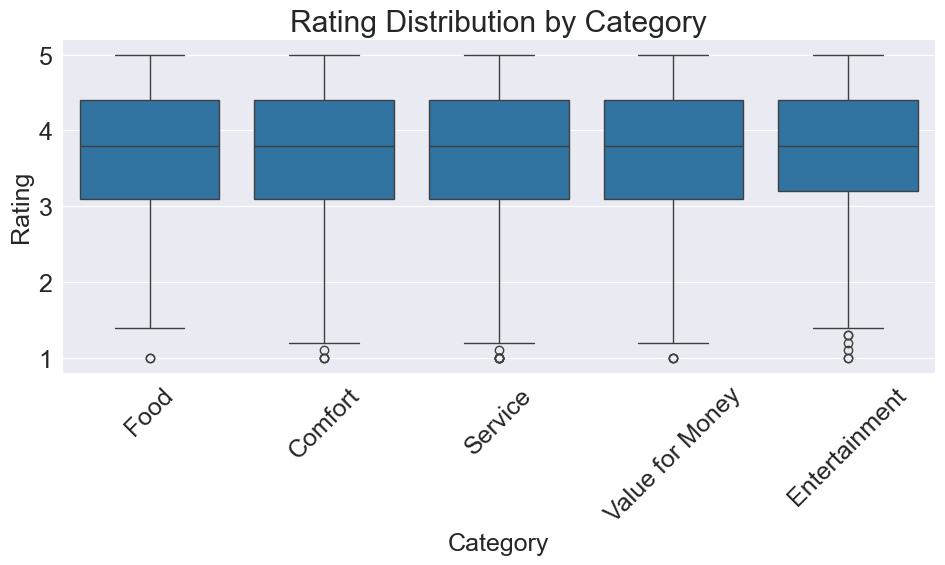 Rating Distribution by Category
Rating
5
4
3
2
1
Food
Comfort
Service
Value for Money
Entertainment
Category